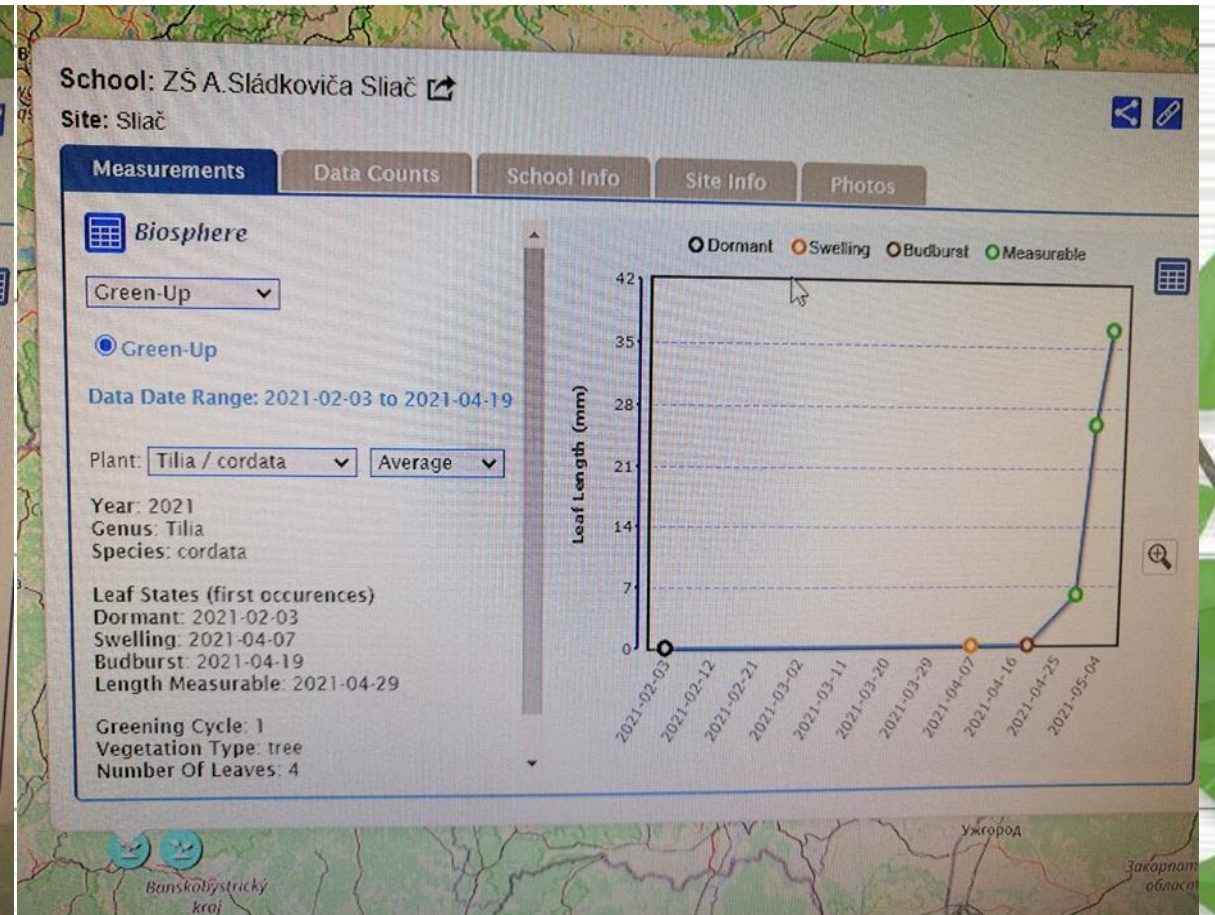 School: ZŠ A.Sládkoviča Sliač
Site: Sliač
Measurements
Data Counts
School Info
Site Info
Photos
Biosphere
Green-Up
Green-Up
Data Date Range: 2021-02-03 to 2021-04-19
Plant: Tilia / cordata Average
Year: 2021
Genus: Tilia
Species: cordata
Leaf States (first occurences)
Dormant: 2021-02-03
Swelling: 2021-04-07
Budburst: 2021-04-19
Length Measurable: 2021-04-29
Greening Cycle: 1
Vegetation Type: tree
Number Of Leaves: 4
Dormant Swelling Budburst Measurable
Leaf Length (mm)
42
35
28
21
14
7
0
2021-02-03
2021-02-12
2021-02-21
2021-03-02
2021-03-11
2021-03-20
2021-03-29
2021-04-07
2021-04-16
2021-04-25
2021-05-04
Ужгород
Banskobystrický
kraj